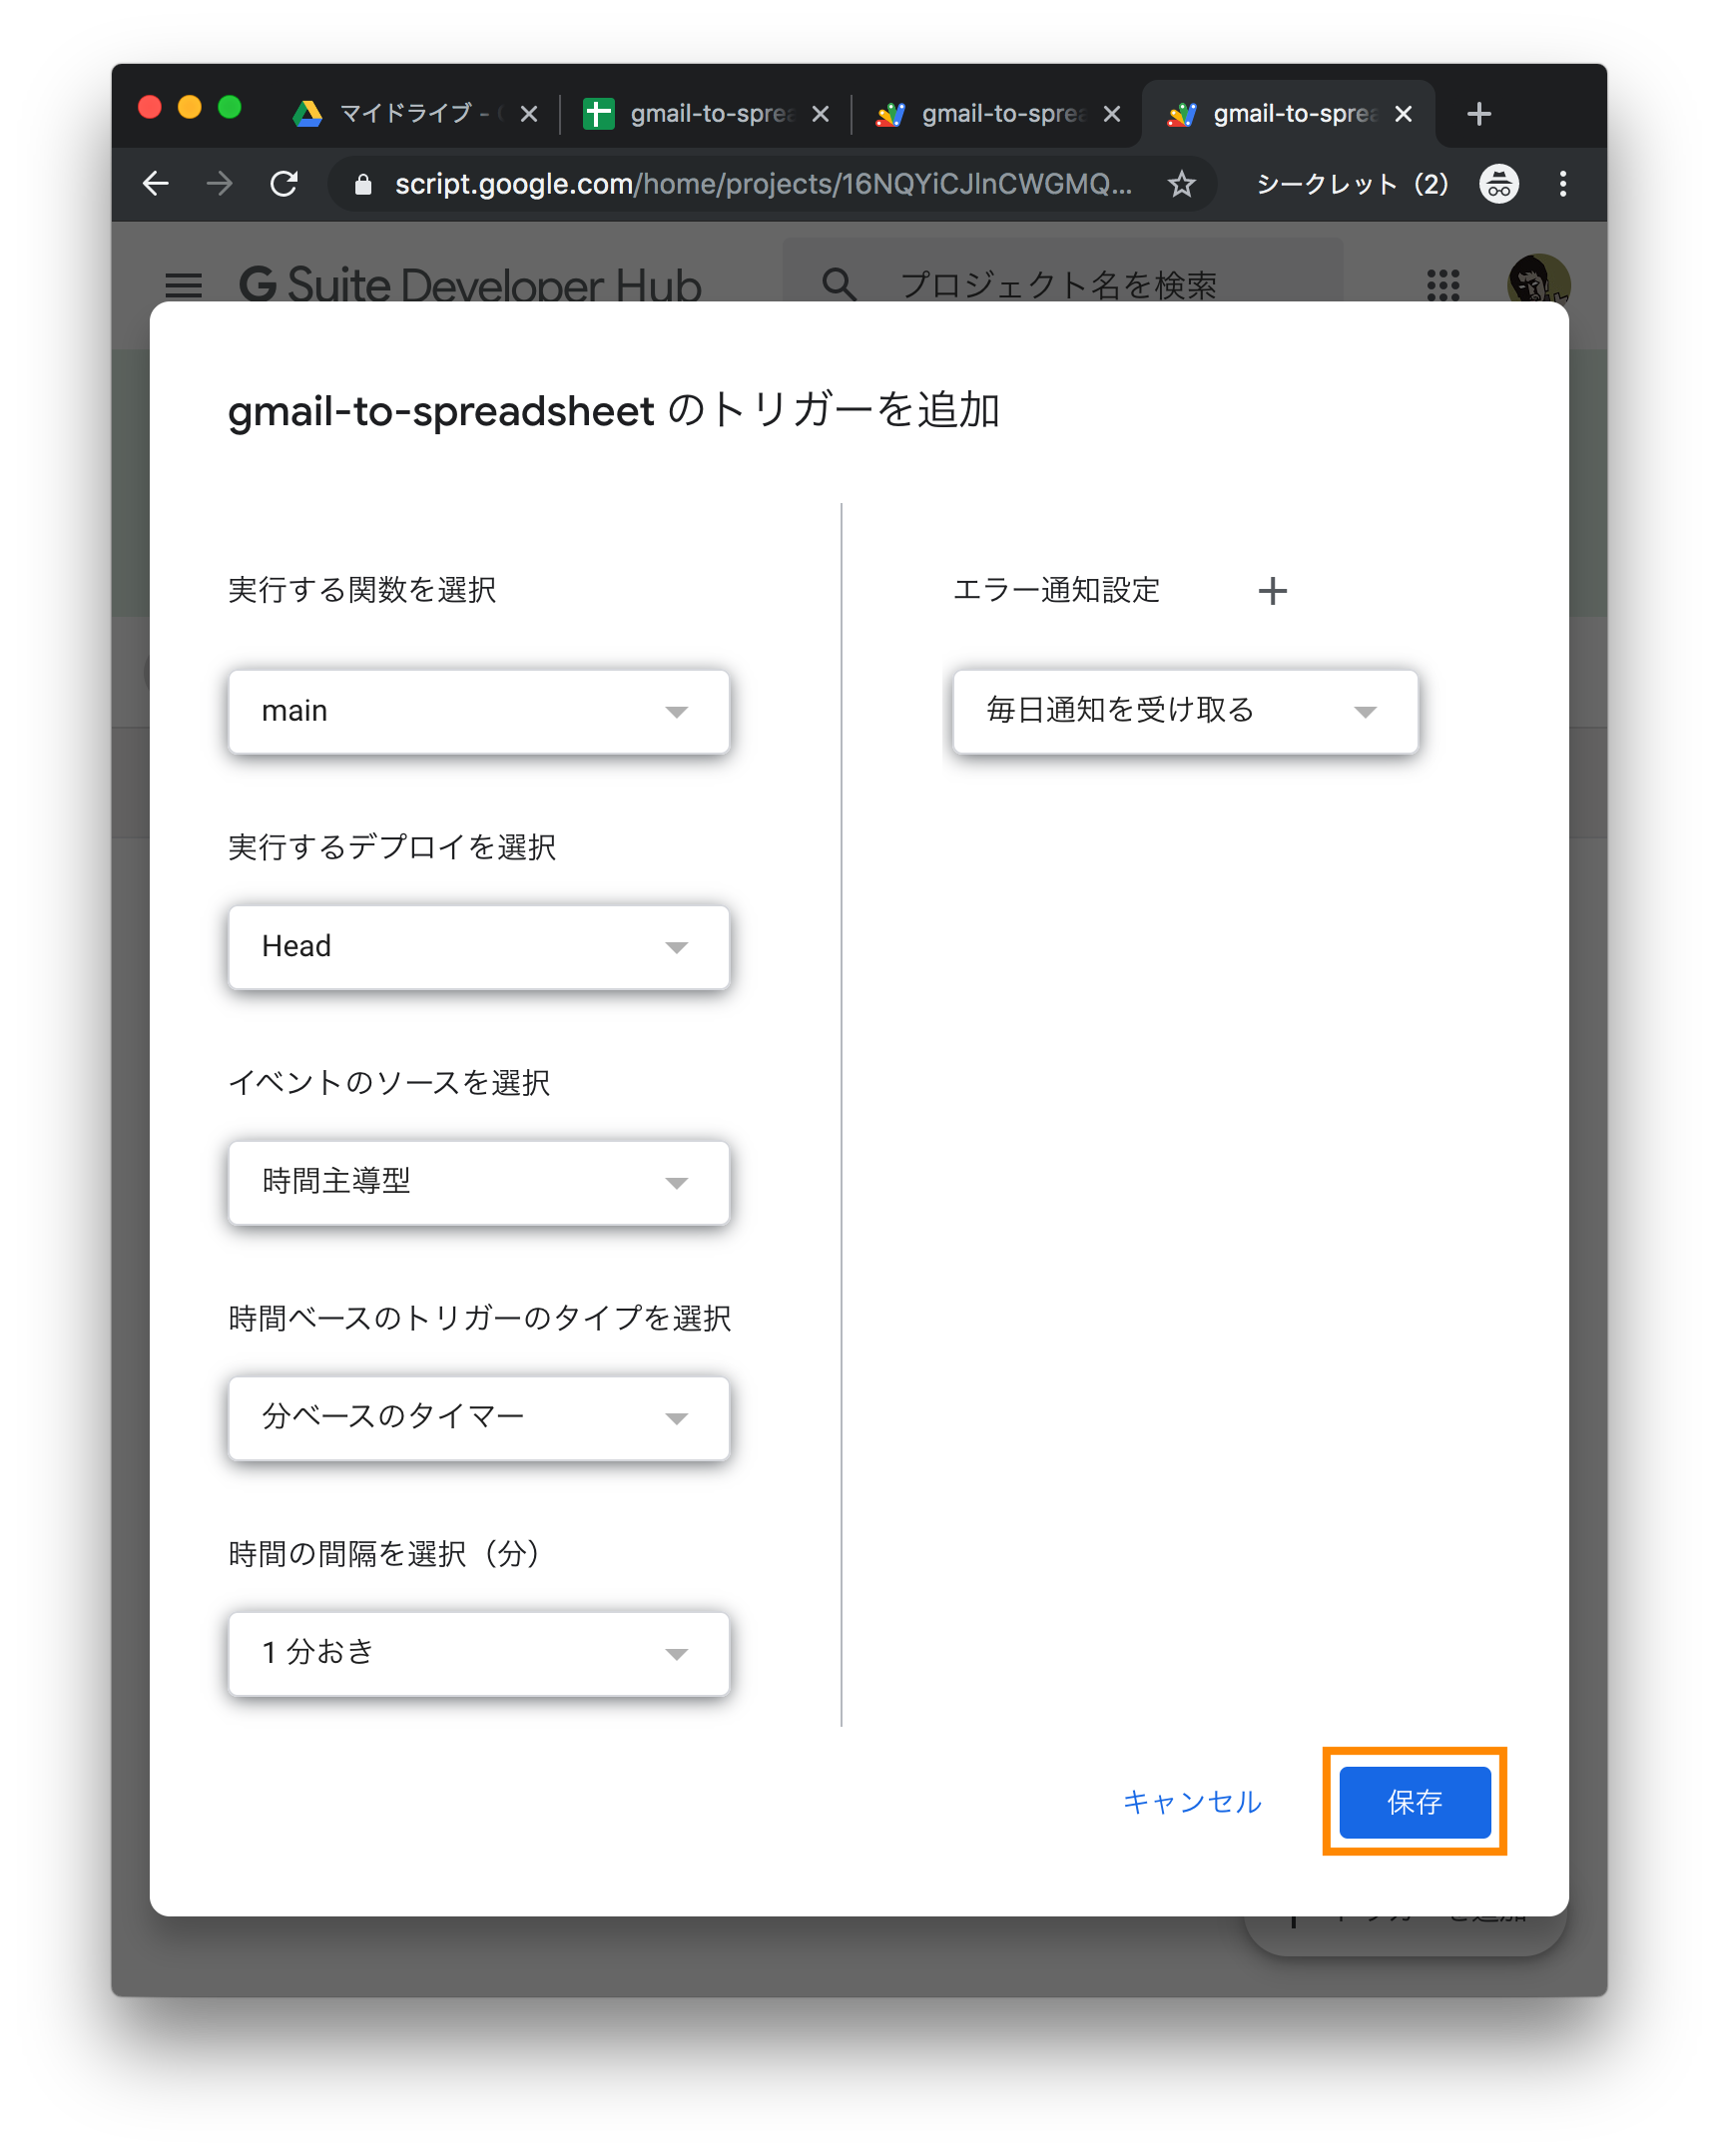 マイドライブ -
gmail-to-sprea
gmail-to-sprea
gmail-to-sprea
script.google.com/home/projects/16NQYiCJInCWGMQ...
シークレット (2)
G Suite Developer Hub
プロジェクト名を検索
gmail-to-spreadsheet のトリガーを追加
実行する関数を選択
main
実行するデプロイを選択
Head
イベントのソースを選択
時間主導型
時間ベースのトリガーのタイプを選択
分ベースのタイマー
時間の間隔を選択（分）
1 分おき
エラー通知設定
毎日通知を受け取る
キャンセル
保存